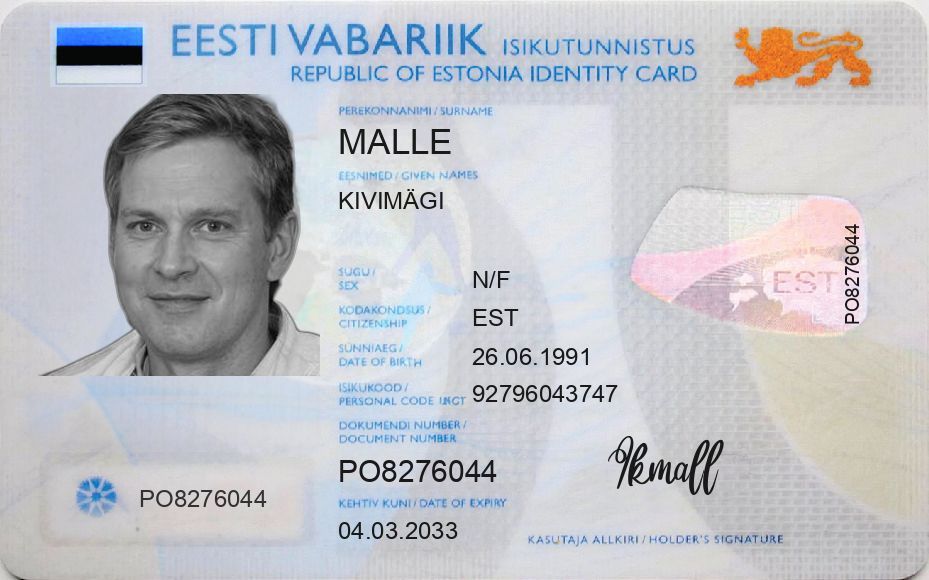 EESTI VABARIIK ISIKUTUNNISTUS
REPUBLIC OF ESTONIA IDENTITY CARD
PEREKONNANIMI / SURNAME
MALLE
EESNIMED / GIVEN NAMES
KIVIMÄGI
SUGU /
SEX
N/F
KODAKONDSUS /
CITIZENSHIP
EST
SÜNNIAEG /
DATE OF BIRTH
26.06.1991
ISIKUKOOD /
PERSONAL CODE
92796043747
DOKUMENDI NUMBER /
DOCUMENT NUMBER
PO8276044
KEHTIV KUNI / DATE OF EXPIRY
04.03.2033
PO8276044
EST
PO8276044
KASUTAJA ALLKIRI / HOLDER'S SIGNATURE